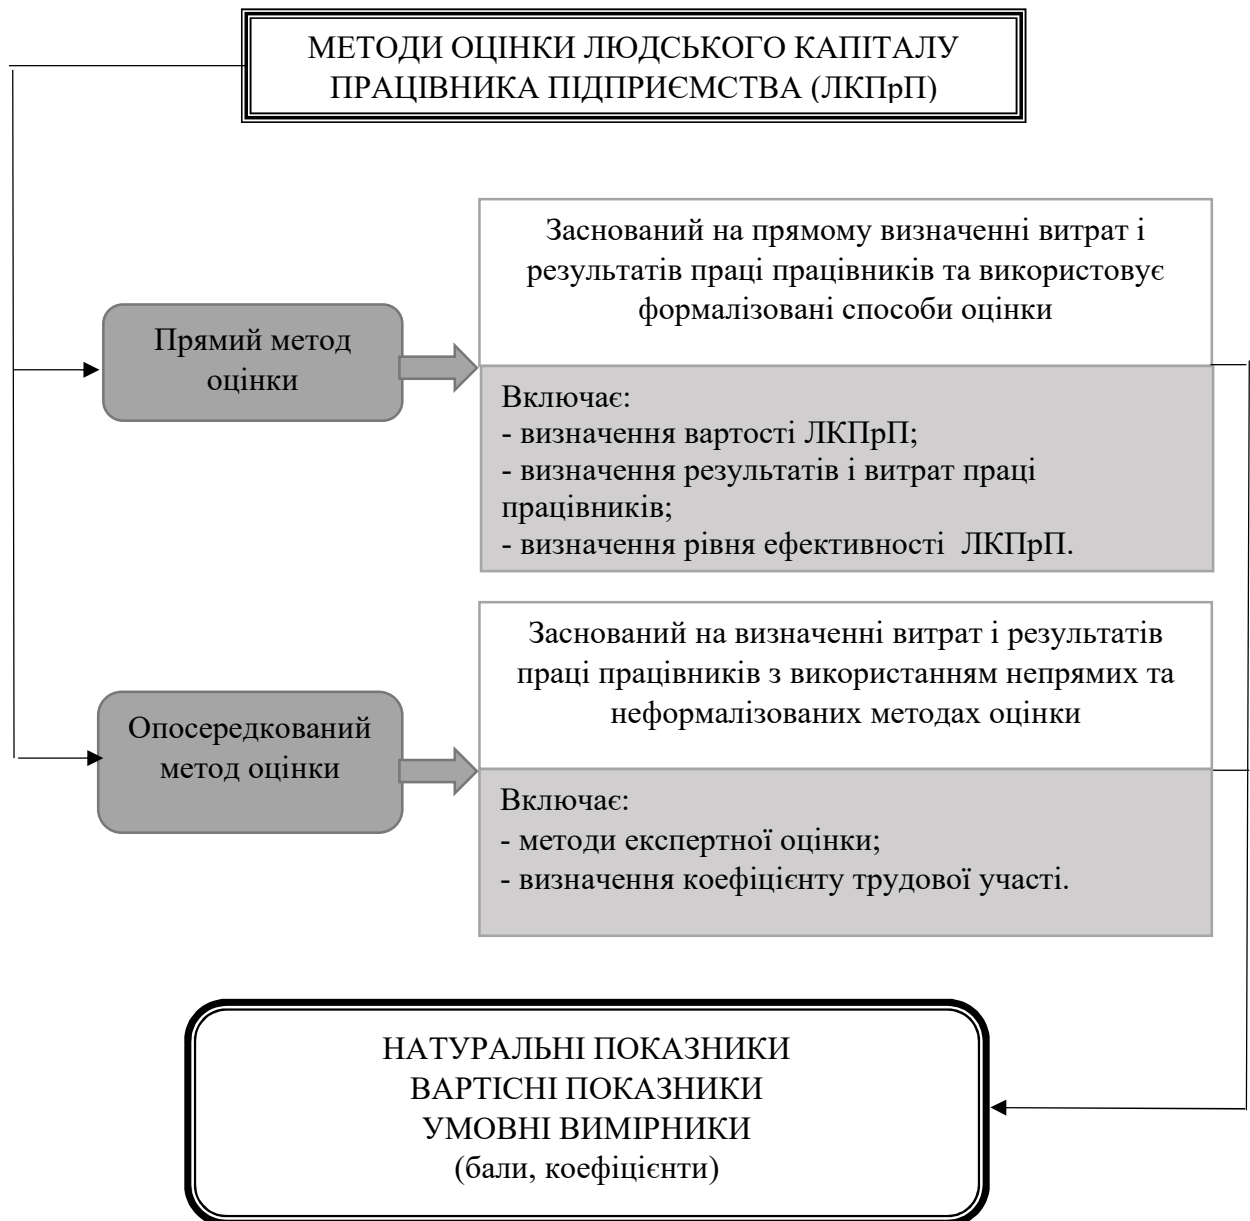 МЕТОДИ ОЦІНКИ ЛЮДСЬКОГО КАПІТАЛУ
ПРАЦІВНИКА ПІДПРИЄМСТВА (ЛКПрП)
Заснований на прямому визначенні витрат і
результатів праці працівників та використовує
формалізовані способи оцінки
Прямий метод
оцінки
Включає:
- визначення вартості ЛКПрП;
- визначення результатів і витрат праці
працівників;
- визначення рівня ефективності ЛКПрП.
Заснований на визначенні витрат і результатів
праці працівників з використанням непрямих та
неформалізованих методах оцінки
Опосередкований
метод оцінки
Включає:
- методи експертної оцінки;
- визначення коефіцієнту трудової участі.
НАТУРАЛЬНІ ПОКАЗНИКИ
ВАРТІСНІ ПОКАЗНИКИ
УМОВНІ ВИМІРНИКИ
(бали, коефіцієнти)